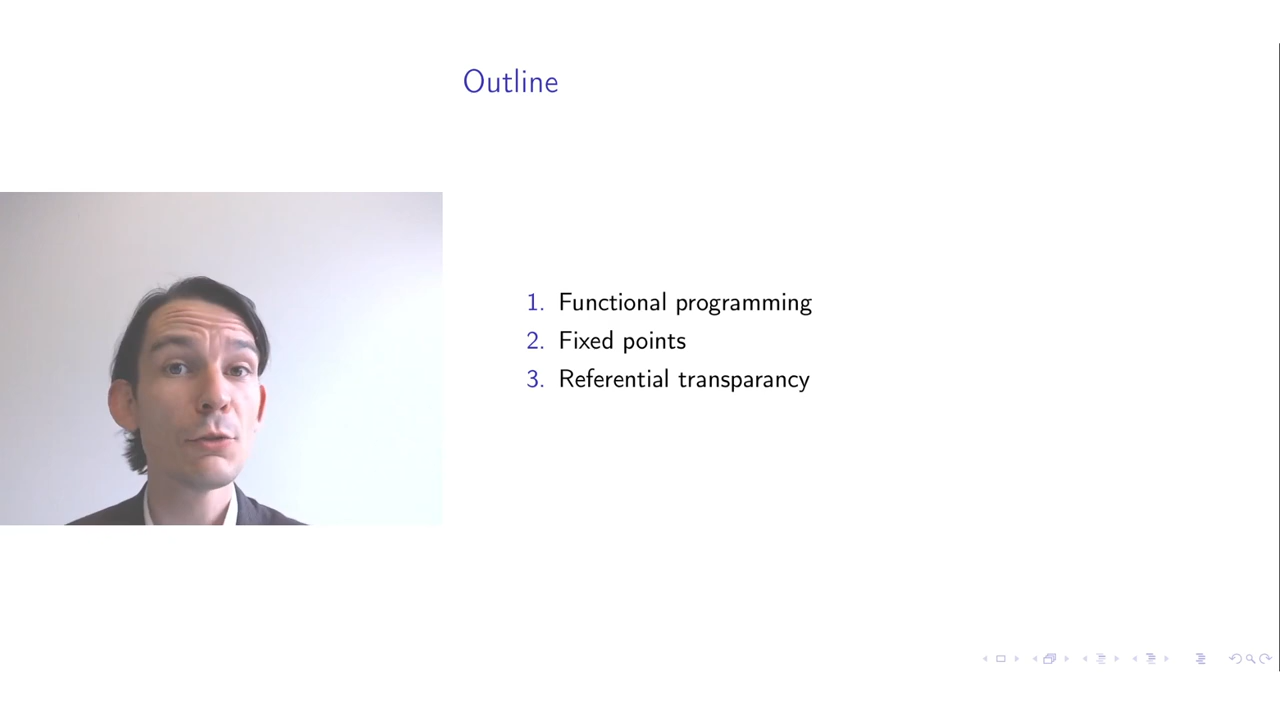 Outline
1. Functional programming
2. Fixed points
3. Referential transparancy